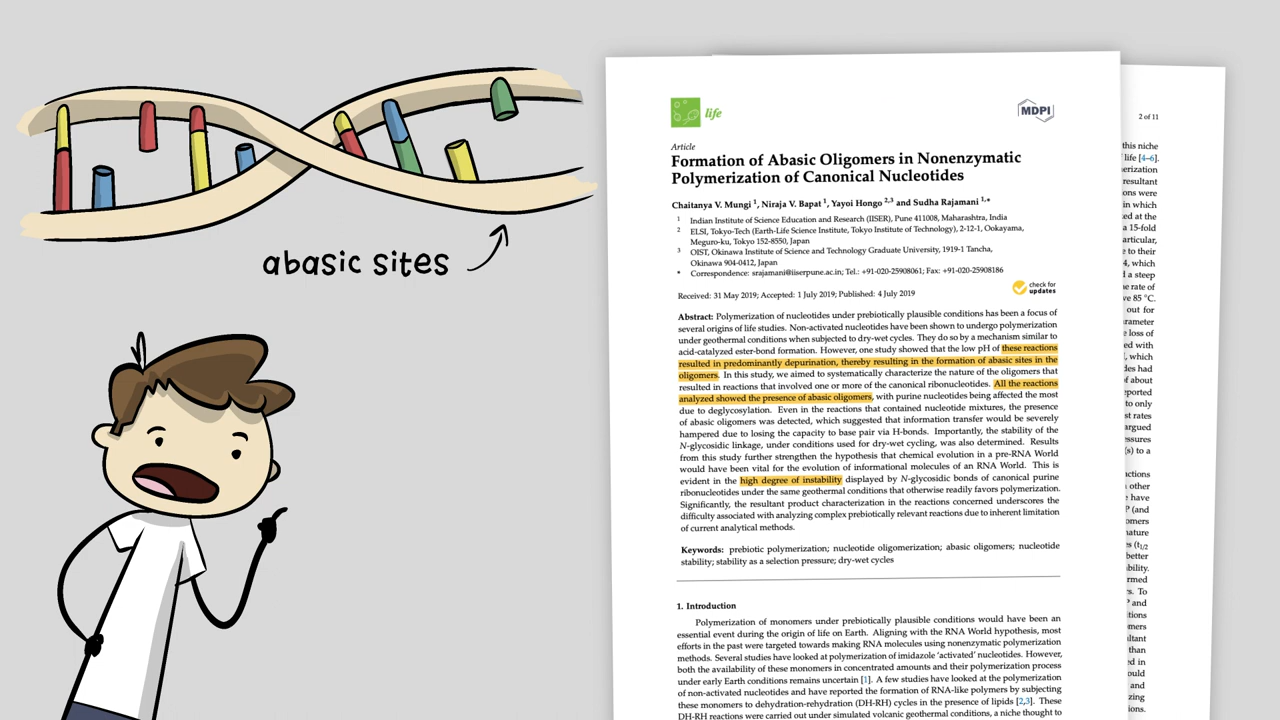 abasic sites
life
MDPI
Article
Formation of Abasic Oligomers in Nonenzymatic
Polymerization of Canonical Nucleotides
Chaitanya V. Mungi 1, Niraja V. Bapat 1, Yayoi Hongo 2,3 and Sudha Rajamani 1,*
1 Indian Institute of Science Education and Research (IISER), Pune 411008, Maharashtra, India
2 ELSI, Tokyo-Tech (Earth-Life Science Institute, Tokyo Institute of Technology), 2-12-1, Ookayama,
Meguro-ku, Tokyo 152-8550, Japan
3 OIST, Okinawa Institute of Science and Technology Graduate University, 1919-1 Tancha,
Okinawa 904-0412, Japan
* Correspondence: srajamani@iiserpune.ac.in; Tel.: +91-020-25908061; Fax: +91-020-25908186
check for
updates
Received: 31 May 2019; Accepted: 1 July 2019; Published: 4 July 2019
Abstract: Polymerization of nucleotides under prebiotically plausible conditions has been a focus of
several origins of life studies. Non-activated nucleotides have been shown to undergo polymerization
under geothermal conditions when subjected to dry-wet cycles. They do so by a mechanism similar to
acid-catalyzed ester-bond formation. However, one study showed that the low pH of these reactions
resulted in predominantly depurination, thereby resulting in the formation of abasic sites in the
oligomers. In this study, we aimed to systematically characterize the nature of the oligomers that
resulted in reactions that involved one or more of the canonical ribonucleotides. All the reactions
analyzed showed the presence of abasic oligomers, with purine nucleotides being affected the most
due to deglycosylation. Even in the reactions that contained nucleotide mixtures, the presence
of abasic oligomers was detected, which suggested that information transfer would be severely
hampered due to losing the capacity to base pair via H-bonds. Importantly, the stability of the
N-glycosidic linkage, under conditions used for dry-wet cycling, was also determined. Results
from this study further strengthen the hypothesis that chemical evolution in a pre-RNA World
would have been vital for the evolution of informational molecules of an RNA World. This is
evident in the high degree of instability displayed by N-glycosidic bonds of canonical purine
ribonucleotides under the same geothermal conditions that otherwise readily favors polymerization.
Significantly, the resultant product characterization in the reactions concerned underscores the
difficulty associated with analyzing complex prebiotically relevant reactions due to inherent limitation
of current analytical methods.
Keywords: prebiotic polymerization; nucleotide oligomerization; abasic oligomers; nucleotide
stability; stability as a selection pressure; dry-wet cycles
1. Introduction
Polymerization of monomers under prebiotically plausible conditions would have been an
essential event during the origin of life on Earth. Aligning with the RNA World hypothesis, most
efforts in the past were targeted towards making RNA molecules using nonenzymatic polymerization
methods. Several studies have looked at polymerization of imidazole 'activated' nucleotides. However,
both the availability of these monomers in concentrated amounts and their polymerization process
under early Earth conditions remains uncertain [1]. A few studies have looked at the polymerization
of non-activated nucleotides and have reported the formation of RNA-like polymers by subjecting
these monomers to dehydration-rehydration (DH-RH) cycles in the presence of lipids [2,3]. These
DH-RH reactions were carried out under simulated volcanic geothermal conditions, a niche thought to
2 of 11
this niche
life [4–6].